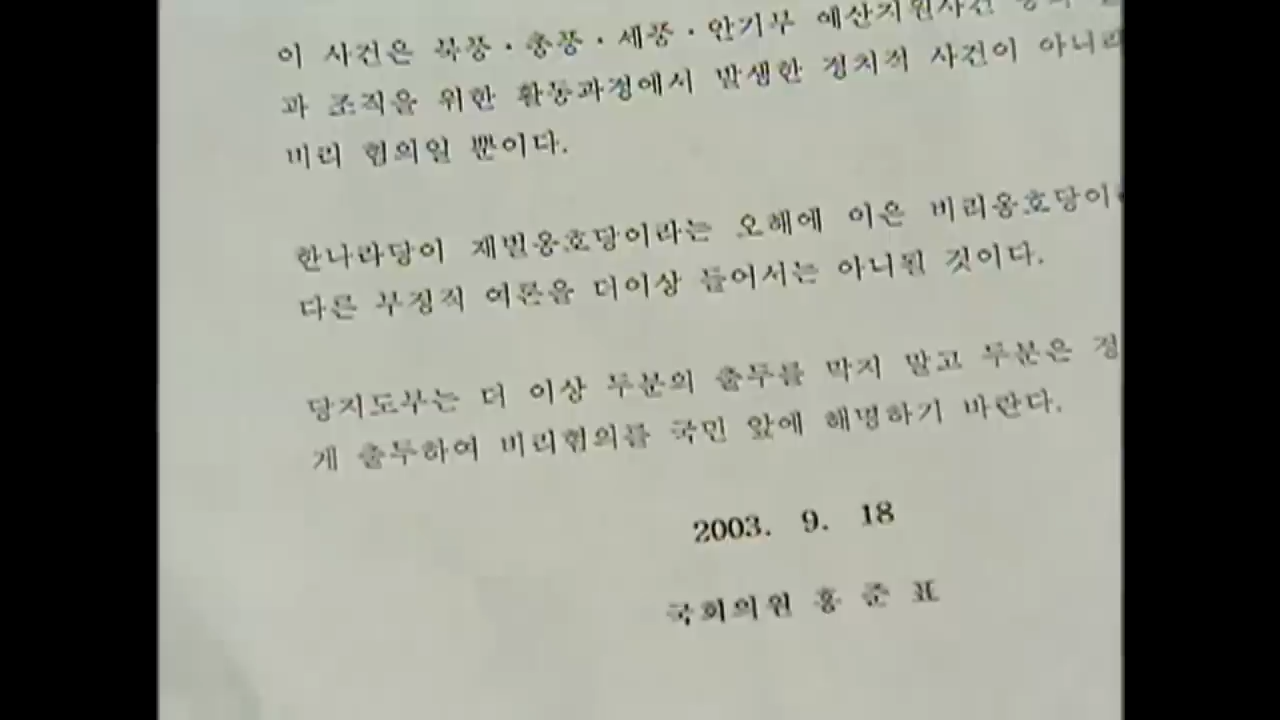 이 사건은 북풍·총풍·세풍·안기부 예산지원사건
과 조직을 위한 활동과정에서 발생한 정치적 사건이 아니라
비리 혐의일 뿐이다.
한나라당이 재벌옹호당이라는 오해에 이은 비리옹호당이
다른 부정적 여론을 더이상 들어서는 아니될 것이다.
당지도부는 더 이상 두분의 출두를 막지 말고 두분은 정
게 출두하여 비리혐의를 국민 앞에 해명하기 바란다.
2003. 9. 18
국회의원 홍 준 표